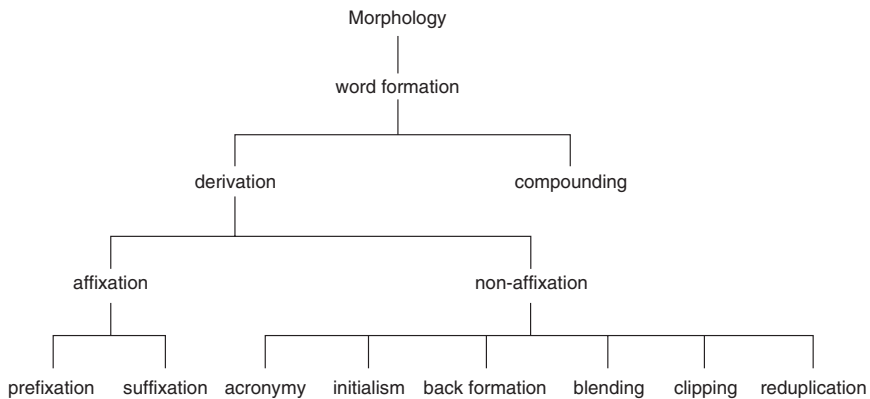 Morphology
word formation
derivation compounding
affixation non-affixation
prefixation suffixation acronymy initialism back formation blending clipping reduplication